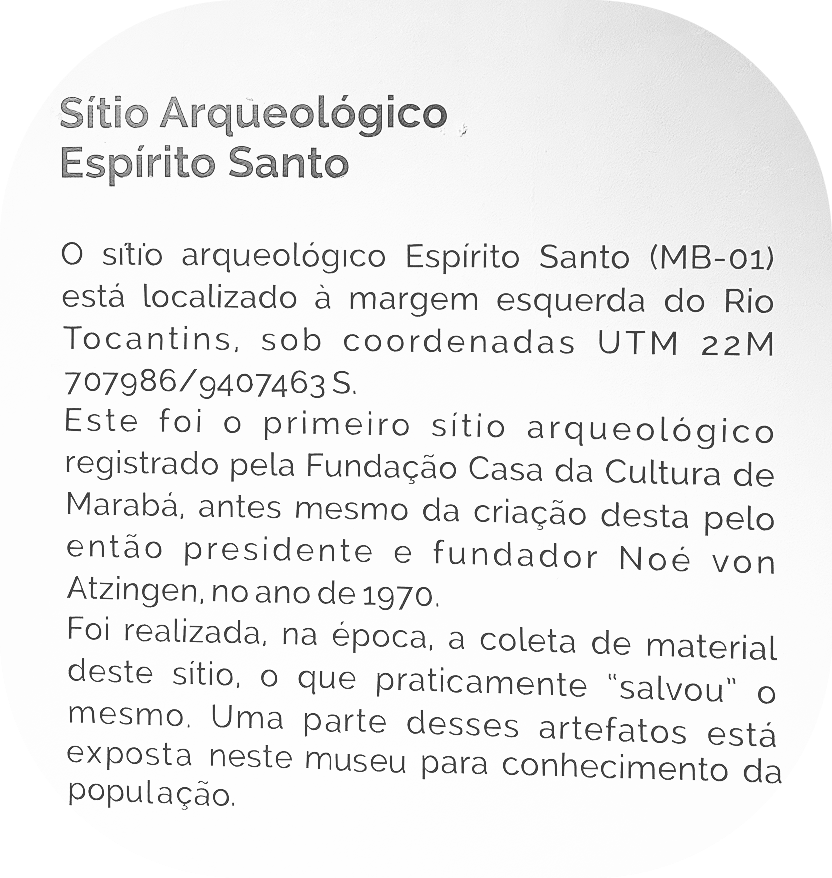 Sítio Arqueológico
Espírito Santo
O sítio arqueológico Espírito Santo (MB-01)
está localizado à margem esquerda do Rio
Tocantins, sob coordenadas UTM 22M
707986/9407463 S.
Este foi o primeiro sítio arqueológico
registrado pela Fundação Casa da Cultura de
Marabá, antes mesmo da criação desta pelo
então presidente e fundador Noé von
Atzingen, no ano de 1970.
Foi realizada, na época, a coleta de material
deste sítio, o que praticamente “salvou” o
mesmo. Uma parte desses artefatos está
exposta neste museu para conhecimento da
população.